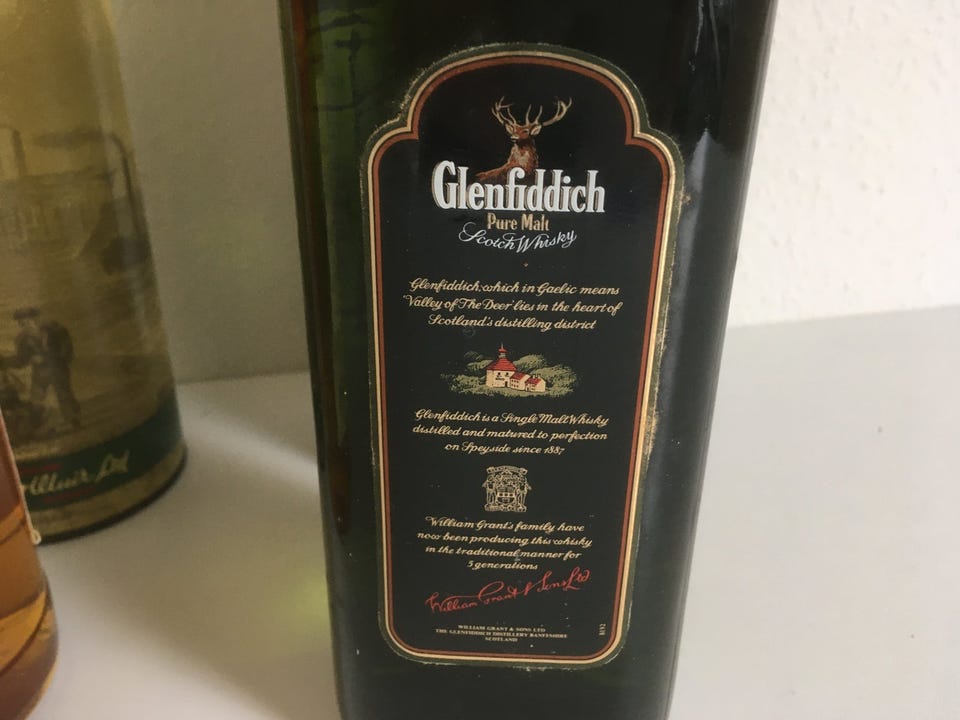 Glenfiddich
Pure Malt
Scotch Whisky
Glenfiddich, which in Gaelic means
'Valley of The Deer' lies in the heart of
Scotland's distilling district
Glenfiddich is a Single Malt Whisky
distilled and matured to perfection
on Speyside since 1887
William Grant's family have
now been producing this whisky
in the traditional manner for
5 generations
William Grant & Sons Ltd.
WILLIAM GRANT & SONS LTD
THE GLENFIDDICH DISTILLERY BANFFSHIRE
SCOTLAND
Ltd